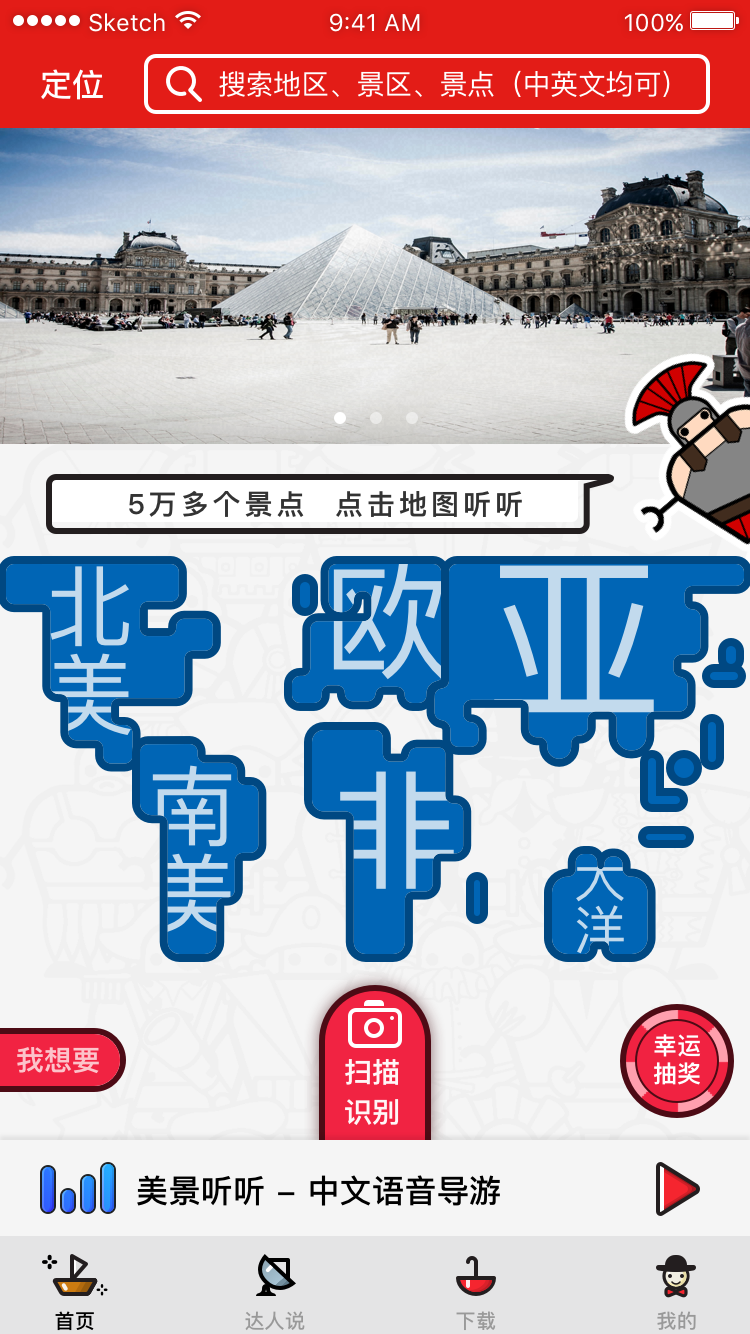 Sketch 9:41 AM 100%
定位 搜索地区、景区、景点（中英文均可）
5万多个景点 点击地图听听
北美
欧
亚
南美
非
大洋
我想要
扫描
识别
幸运
抽奖
美景听听 – 中文语音导游
首页 达人说 下载 我的